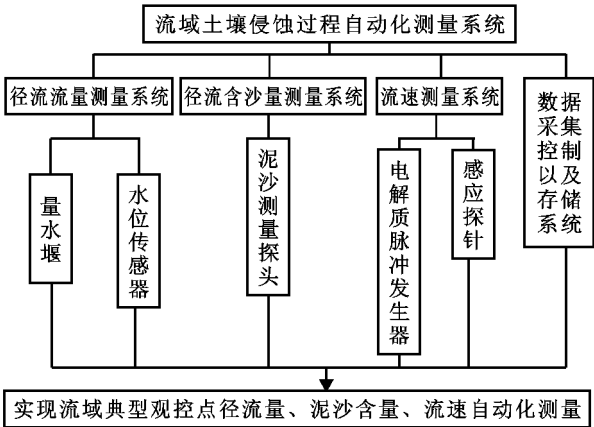 流域土壤侵蚀过程自动化测量系统
径流流量测量系统
径流含沙量测量系统
流速测量系统
数据
采集
控制
以及
存储
系统
量水堰
水位传感器
泥沙测量探头
电解质脉冲发生器
感应探针
实现流域典型观控点径流量、泥沙含量、流速自动化测量